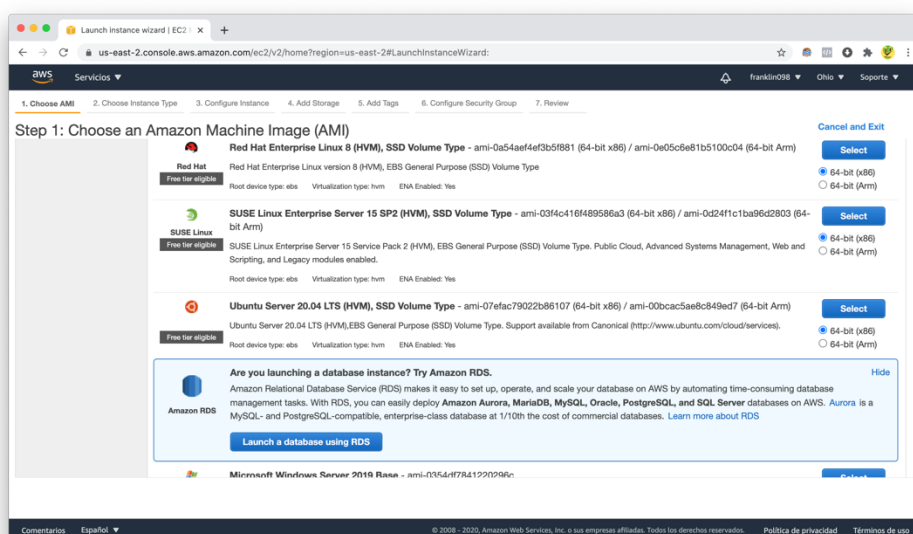 Launch instance wizard | EC2
us-east-2.console.aws.amazon.com/ec2/v2/home?region=us-east-2#LaunchInstanceWizard:
aws Servicios franklin098 Ohio Soporte
1. Choose AMI 2. Choose Instance Type 3. Configure Instance 4. Add Storage 5. Add Tags 6. Configure Security Group 7. Review
Step 1: Choose an Amazon Machine Image (AMI) Cancel and Exit
Red Hat Enterprise Linux 8 (HVM), SSD Volume Type - ami-0a54aef4ef3b5f881 (64-bit x86) / ami-0e05c6e81b5100c04 (64-bit Arm) Select
Red Hat
Free tier eligible
Red Hat Enterprise Linux version 8 (HVM), EBS General Purpose (SSD) Volume Type
Root device type: ebs Virtualization type: hvm ENA Enabled: Yes
64-bit (x86)
64-bit (Arm)
SUSE Linux Enterprise Server 15 SP2 (HVM), SSD Volume Type - ami-03f4c416f489586a3 (64-bit x86) / ami-0d24f1c1ba96d2803 (64-
bit Arm)
Select
SUSE Linux
Free tier eligible
SUSE Linux Enterprise Server 15 Service Pack 2 (HVM), EBS General Purpose (SSD) Volume Type. Public Cloud, Advanced Systems Management, Web and
Scripting, and Legacy modules enabled.
Root device type: ebs Virtualization type: hvm ENA Enabled: Yes
64-bit (x86)
64-bit (Arm)
Ubuntu Server 20.04 LTS (HVM), SSD Volume Type - ami-07efac79022b86107 (64-bit x86) / ami-00bcac5ae8c849ed7 (64-bit Arm) Select
Free tier eligible
Ubuntu Server 20.04 LTS (HVM),EBS General Purpose (SSD) Volume Type. Support available from Canonical (http://www.ubuntu.com/cloud/services).
Root device type: ebs Virtualization type: hvm ENA Enabled: Yes
64-bit (x86)
64-bit (Arm)
Are you launching a database instance? Try Amazon RDS. Hide
Amazon RDS
Amazon Relational Database Service (RDS) makes it easy to set up, operate, and scale your database on AWS by automating time-consuming database
management tasks. With RDS, you can easily deploy Amazon Aurora, MariaDB, MySQL, Oracle, PostgreSQL, and SQL Server databases on AWS. Aurora is a
MySQL- and PostgreSQL-compatible, enterprise-class database at 1/10th the cost of commercial databases. Learn more about RDS
Launch a database using RDS
Microsoft Windows Server 2019 Base - ami-0354df7841220296c Select
Comentarios Español © 2008 - 2020, Amazon Web Services, Inc. o sus empresas afiliadas. Todos los derechos reservados. Política de privacidad Términos de uso